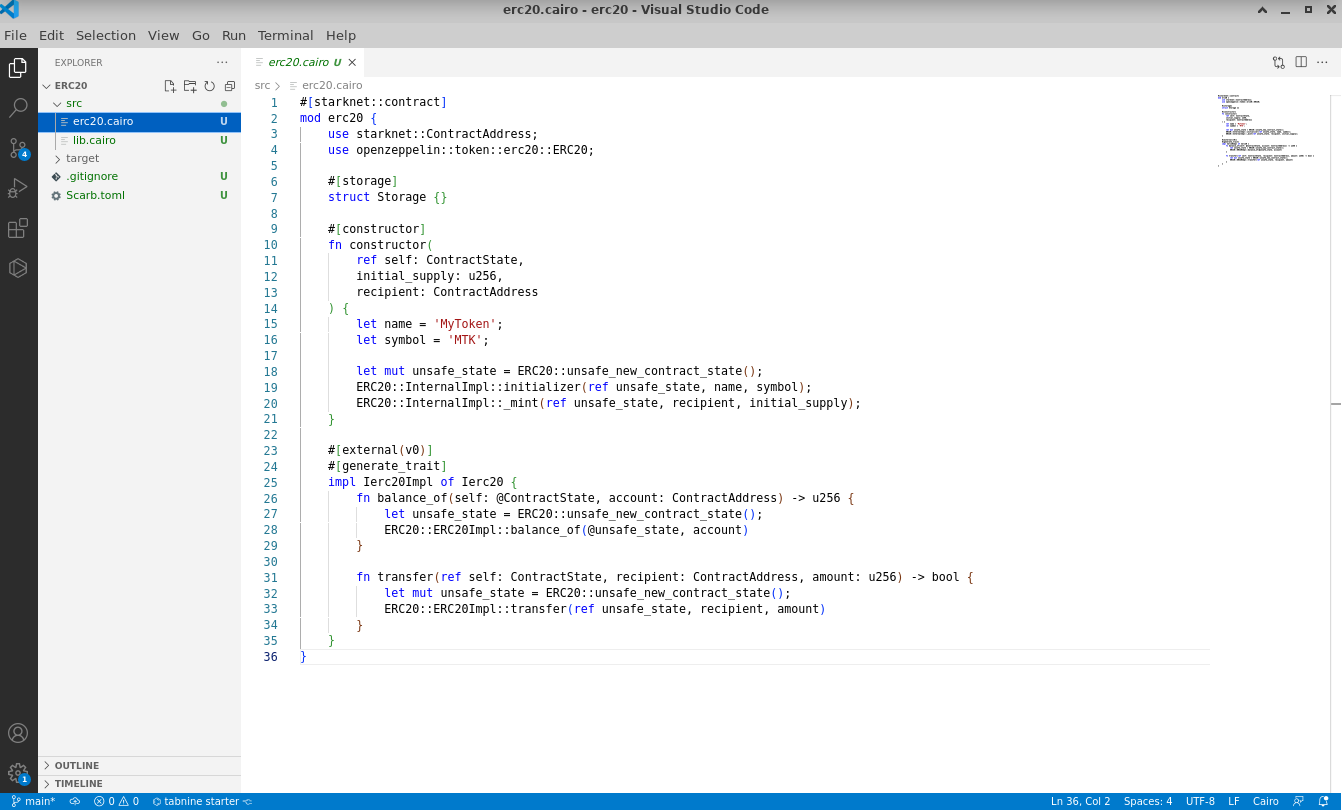 erc20.cairo - erc20 - Visual Studio Code
File Edit Selection View Go Run Terminal Help
EXPLORER
ERC20
src
erc20.cairo U
lib.cairo U
target
.gitignore U
Scarb.toml U
OUTLINE
TIMELINE
4
1
erc20.cairo U
src erc20.cairo
1 #[starknet::contract]
2 mod erc20 {
3 use starknet::ContractAddress;
4 use openzeppelin::token::erc20::ERC20;
5
6 #[storage]
7 struct Storage {}
8
9 #[constructor]
10 fn constructor(
11 ref self: ContractState,
12 initial_supply: u256,
13 recipient: ContractAddress
14 ) {
15 let name = 'MyToken';
16 let symbol = 'MTK';
17
18 let mut unsafe_state = ERC20::unsafe_new_contract_state();
19 ERC20::InternalImpl::initializer(ref unsafe_state, name, symbol);
20 ERC20::InternalImpl::_mint(ref unsafe_state, recipient, initial_supply);
21 }
22
23 #[external(v0)]
24 #[generate_trait]
25 impl Ierc20Impl of Ierc20 {
26 fn balance_of(self: @ContractState, account: ContractAddress) -> u256 {
27 let unsafe_state = ERC20::unsafe_new_contract_state();
28 ERC20::ERC20Impl::balance_of(@unsafe_state, account)
29 }
30
31 fn transfer(ref self: ContractState, recipient: ContractAddress, amount: u256) -> bool {
32 let mut unsafe_state = ERC20::unsafe_new_contract_state();
33 ERC20::ERC20Impl::transfer(ref unsafe_state, recipient, amount)
34 }
35 }
36 }
main* 0 0 tabnine starter Ln 36, Col 2 Spaces: 4 UTF-8 LF Cairo